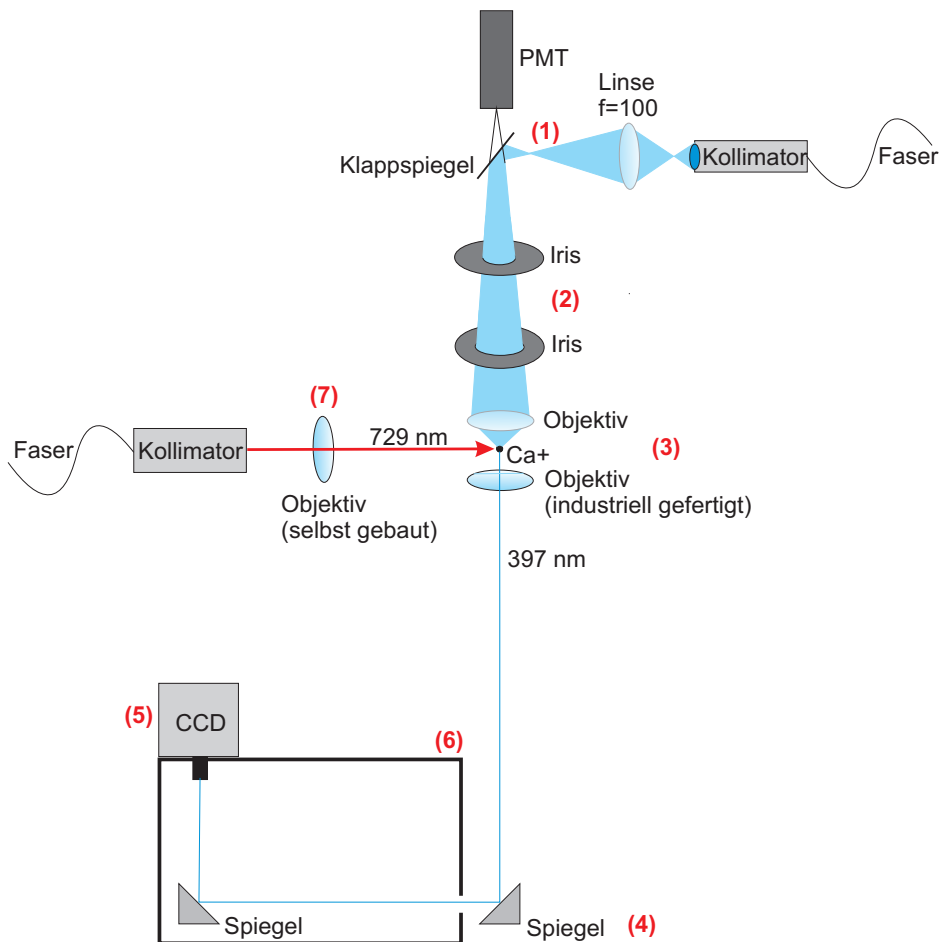 PMT
Linse
f=100
(1)
Klappspiegel
Kollimator
Faser
Iris
(2)
Iris
(7)
Objektiv
Faser
Kollimator
729 nm
Ca+
(3)
Objektiv
(selbst gebaut)
Objektiv
(industriell gefertigt)
397 nm
(5)
CCD
(6)
Spiegel
Spiegel
(4)